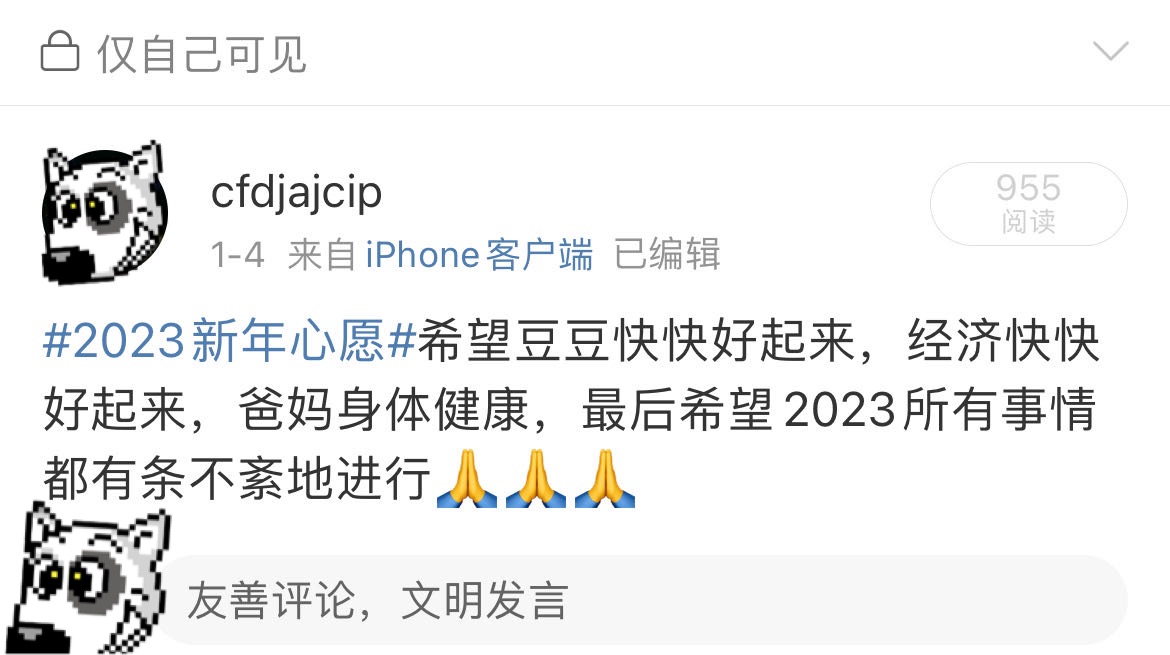 仅自己可见
cfdjajcip
955
阅读
1-4 来自 iPhone客户端 已编辑
#2023新年心愿#希望豆豆快快好起来，经济快快
好起来，爸妈身体健康，最后希望2023所有事情
都有条不紊地进行🙏🙏🙏
友善评论，文明发言